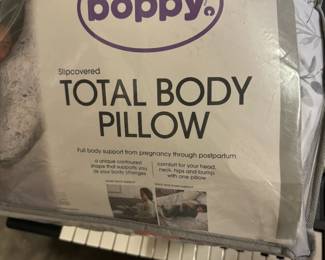 boppy
Slipcovered
TOTAL BODY
PILLOW
Full body support from pregnancy through postpartum
a unique contoured
shape that supports you
as your body changes
comfort for your head,
neck, hips and bump
with one pillow